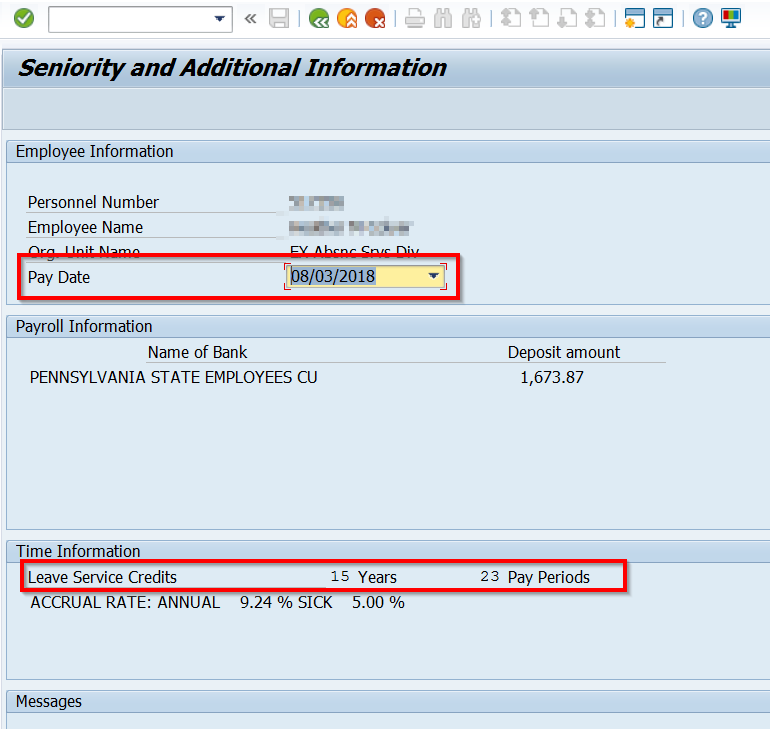 Seniority and Additional Information
Employee Information
Personnel Number
Employee Name
Org. Unit Name EX Absnc Srvs Div
Pay Date 08/03/2018
Payroll Information
Name of Bank Deposit amount
PENNSYLVANIA STATE EMPLOYEES CU 1,673.87
Time Information
Leave Service Credits 15 Years 23 Pay Periods
ACCRUAL RATE: ANNUAL 9.24 % SICK 5.00 %
Messages